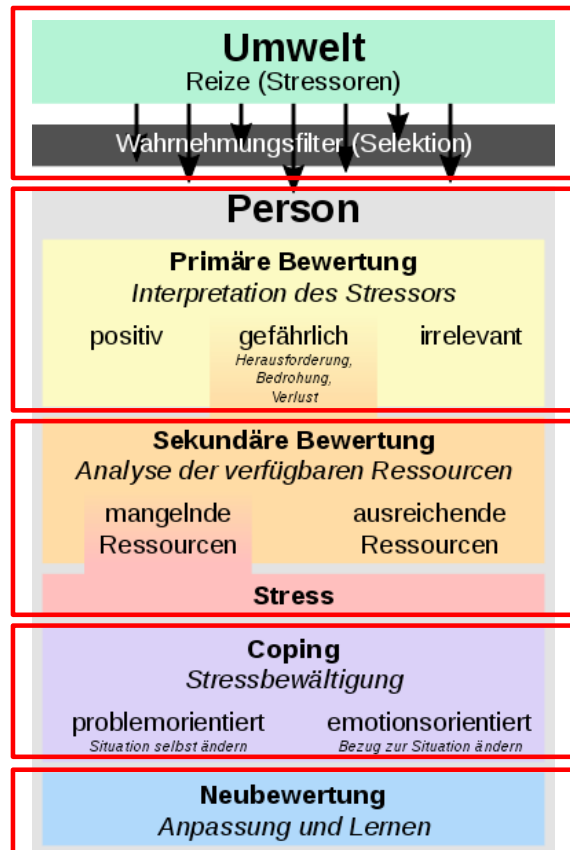 Umwelt
Reize (Stressoren)
Wahrnehmungsfilter (Selektion)
Person
Primäre Bewertung
Interpretation des Stressors
positiv gefährlich irrelevant
Herausforderung,
Bedrohung,
Verlust
Sekundäre Bewertung
Analyse der verfügbaren Ressourcen
mangelnde ausreichende
Ressourcen Ressourcen
Stress
Coping
Stressbewältigung
problemorientiert emotionsorientiert
Situation selbst ändern Bezug zur Situation ändern
Neubewertung
Anpassung und Lernen